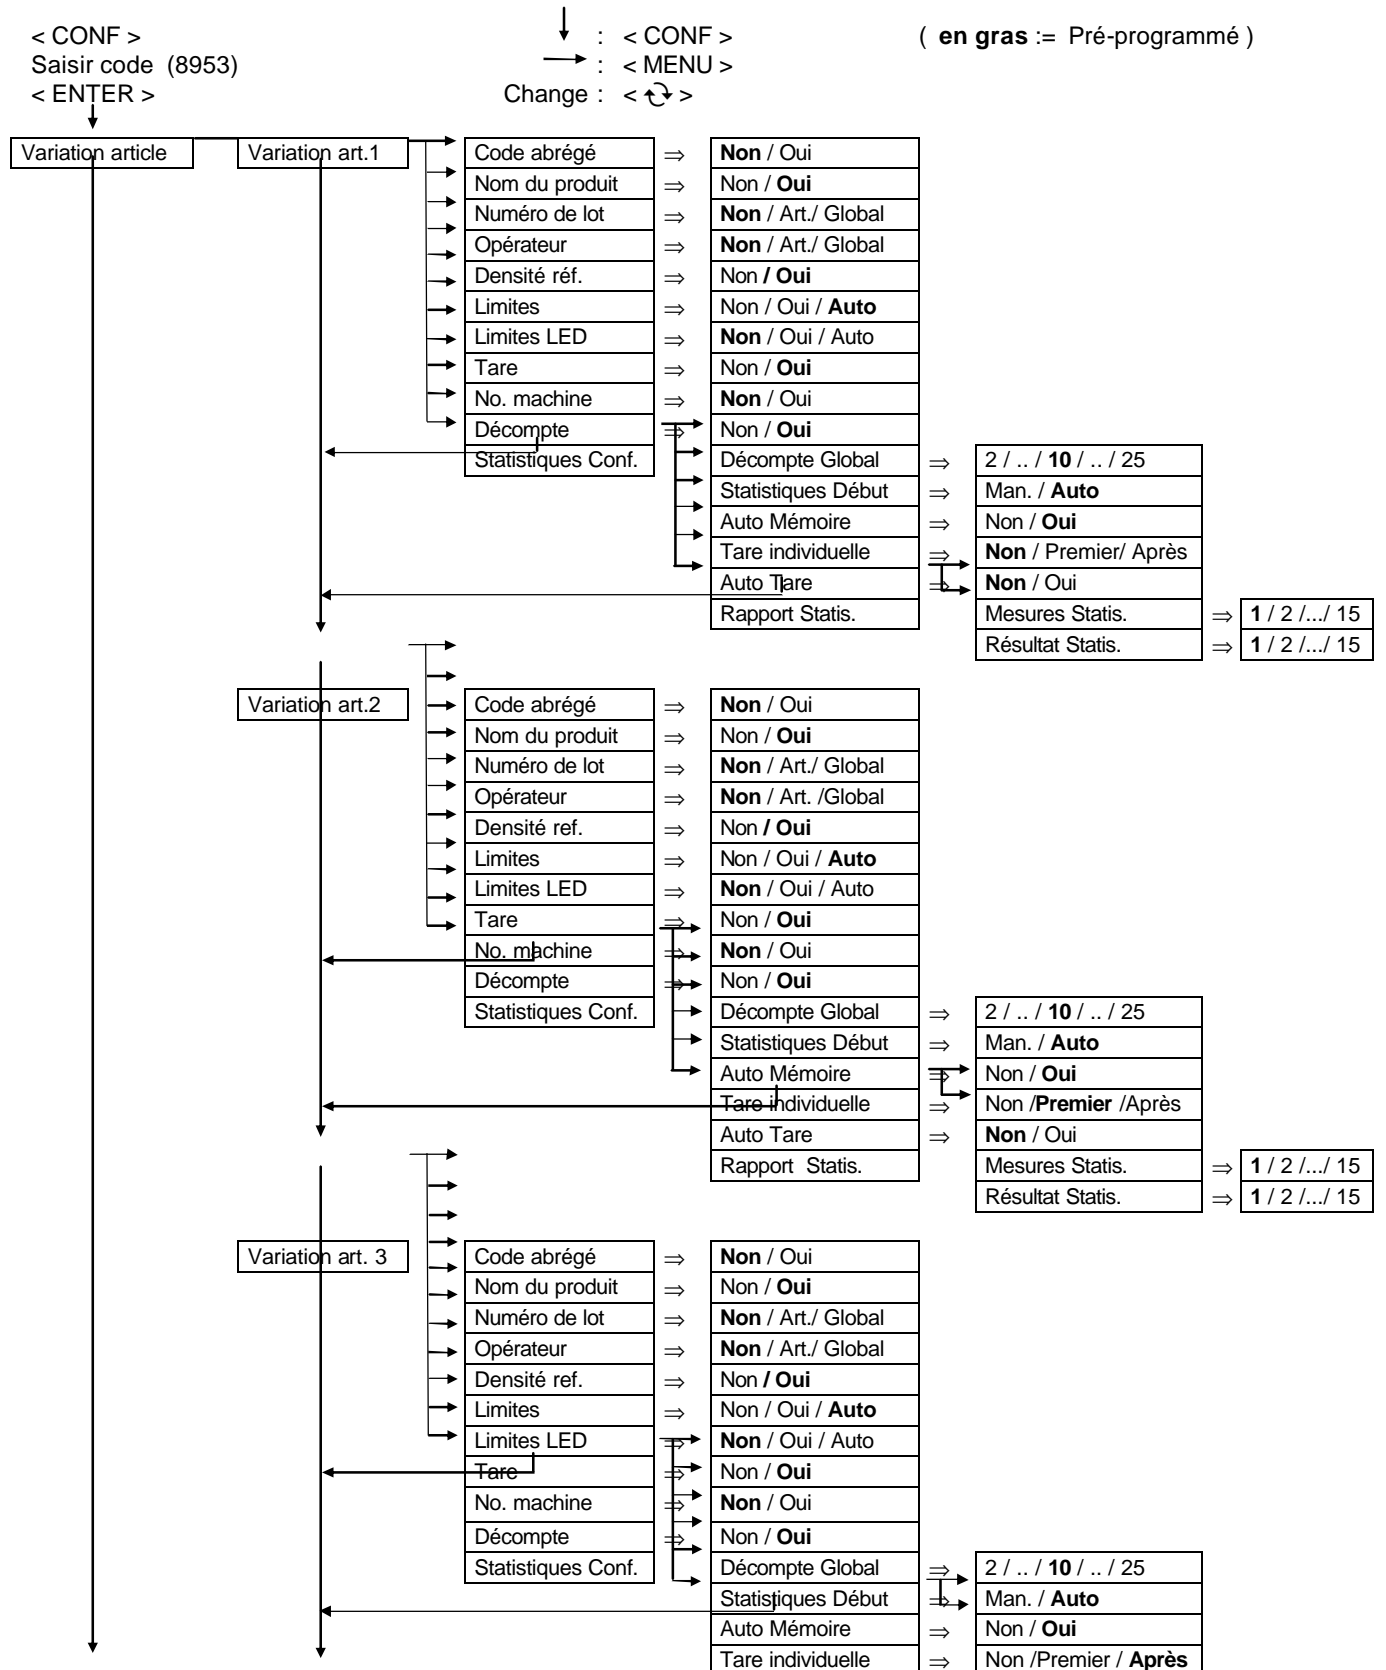 < CONF > : < CONF > ( en gras := Pré-programmé )
Saisir code (8953) : < MENU >
< ENTER > Change : < >
Variation article Variation art.1 Code abrégé ⇒ Non / Oui
Nom du produit ⇒ Non / Oui
Numéro de lot ⇒ Non / Art./ Global
Opérateur ⇒ Non / Art./ Global
Densité réf. ⇒ Non / Oui
Limites ⇒ Non / Oui / Auto
Limites LED ⇒ Non / Oui / Auto
Tare ⇒ Non / Oui
No. machine ⇒ Non / Oui
Décompte ⇒ Non / Oui
Statistiques Conf. Décompte Global ⇒ 2 / .. / 10 / .. / 25
Statistiques Début ⇒ Man. / Auto
Auto Mémoire ⇒ Non / Oui
Tare individuelle ⇒ Non / Premier/ Après
Auto Tare ⇒ Non / Oui
Rapport Statis. Mesures Statis. ⇒ 1 / 2 /.../ 15
Résultat Statis. ⇒ 1 / 2 /.../ 15
Variation art.2 Code abrégé ⇒ Non / Oui
Nom du produit ⇒ Non / Oui
Numéro de lot ⇒ Non / Art./ Global
Opérateur ⇒ Non / Art. /Global
Densité ref. ⇒ Non / Oui
Limites ⇒ Non / Oui / Auto
Limites LED ⇒ Non / Oui / Auto
Tare ⇒ Non / Oui
No. machine ⇒ Non / Oui
Décompte ⇒ Non / Oui
Statistiques Conf. Décompte Global ⇒ 2 / .. / 10 / .. / 25
Statistiques Début ⇒ Man. / Auto
Auto Mémoire ⇒ Non / Oui
Tare individuelle ⇒ Non /Premier /Après
Auto Tare ⇒ Non / Oui
Rapport Statis. Mesures Statis. ⇒ 1 / 2 /.../ 15
Résultat Statis. ⇒ 1 / 2 /.../ 15
Variation art. 3 Code abrégé ⇒ Non / Oui
Nom du produit ⇒ Non / Oui
Numéro de lot ⇒ Non / Art./ Global
Opérateur ⇒ Non / Art./ Global
Densité ref. ⇒ Non / Oui
Limites ⇒ Non / Oui / Auto
Limites LED ⇒ Non / Oui / Auto
Tare ⇒ Non / Oui
No. machine ⇒ Non / Oui
Décompte ⇒ Non / Oui
Statistiques Conf. Décompte Global ⇒ 2 / .. / 10 / .. / 25
Statistiques Début ⇒ Man. / Auto
Auto Mémoire ⇒ Non / Oui
Tare individuelle ⇒ Non /Premier / Après